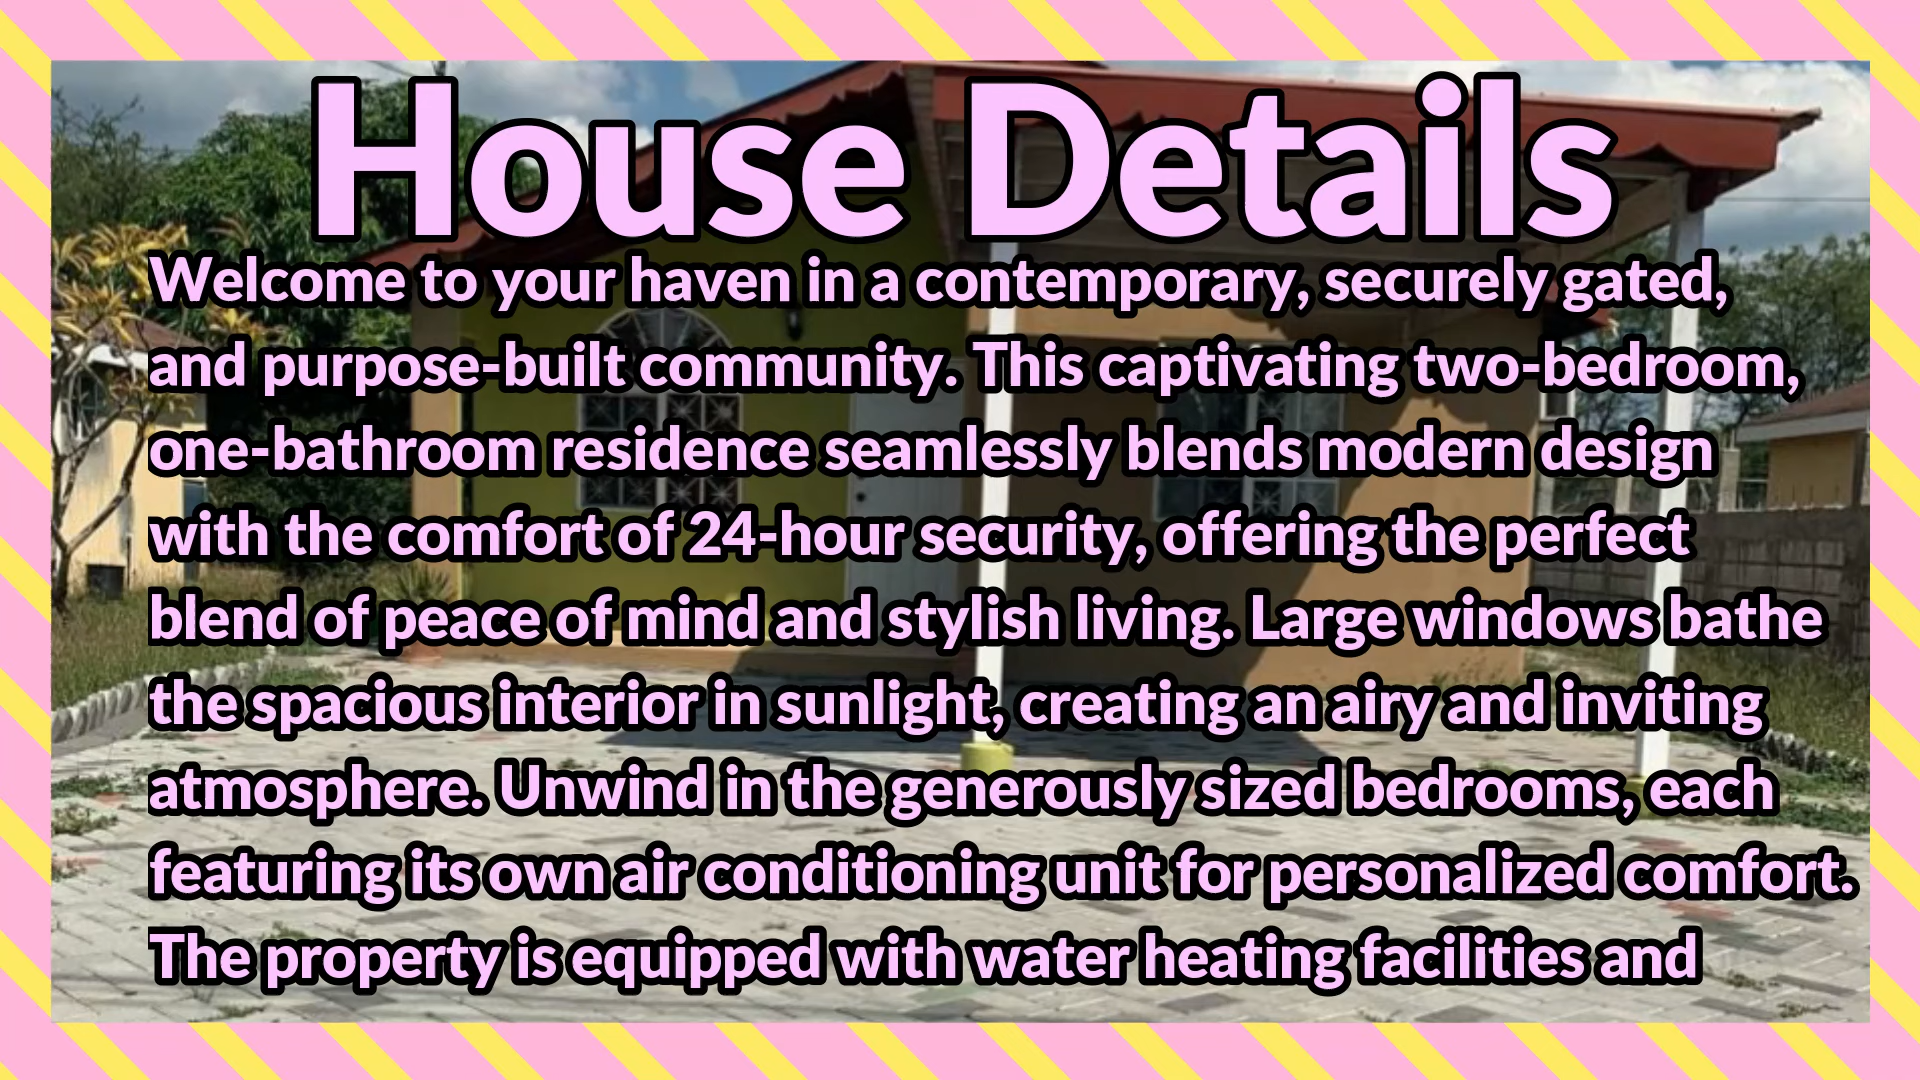 House Details
Welcome to your haven in a contemporary, securely gated,
and purpose-built community. This captivating two-bedroom,
one-bathroom residence seamlessly blends modern design
with the comfort of 24-hour security, offering the perfect
blend of peace of mind and stylish living. Large windows bathe
the spacious interior in sunlight, creating an airy and inviting
atmosphere. Unwind in the generously sized bedrooms, each
featuring its own air conditioning unit for personalized comfort.
The property is equipped with water heating facilities and